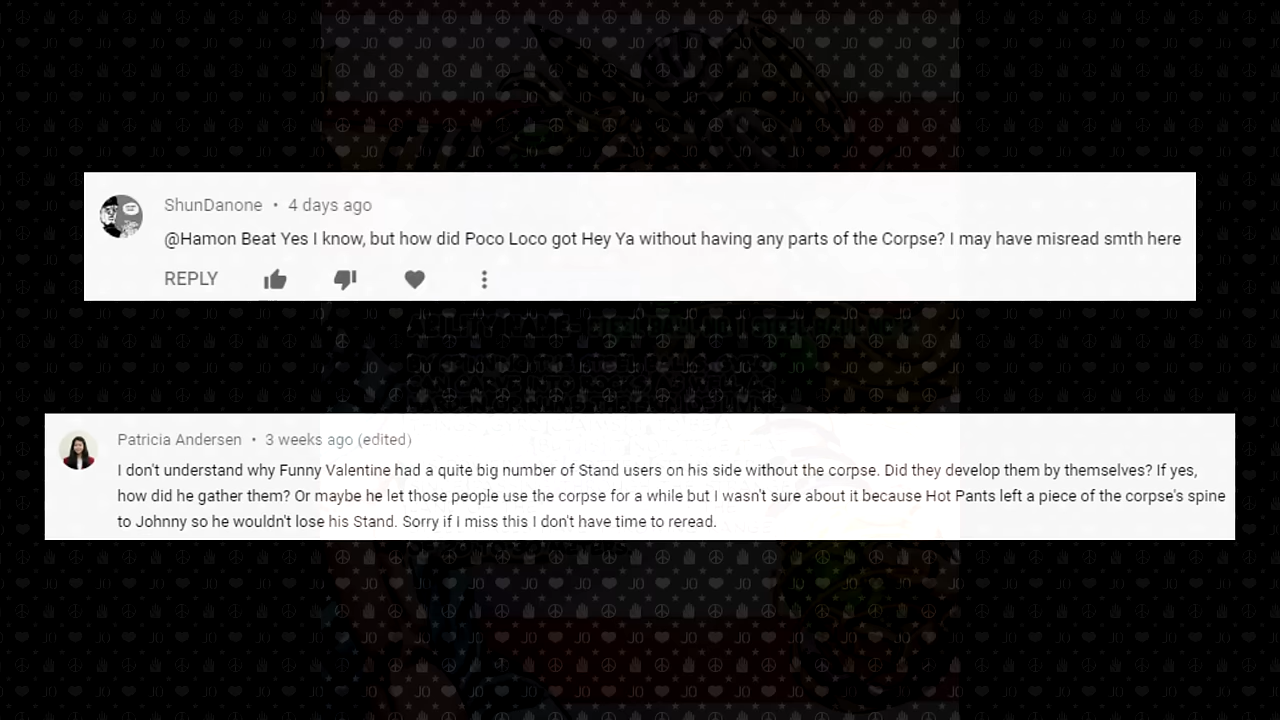 ShunDanone • 4 days ago
@Hamon Beat Yes I know, but how did Poco Loco got Hey Ya without having any parts of the Corpse? I may have misread smth here
REPLY
Patricia Andersen • 3 weeks ago (edited)
I don't understand why Funny Valentine had a quite big number of Stand users on his side without the corpse. Did they develop them by themselves? If yes,
how did he gather them? Or maybe he let those people use the corpse for a while but I wasn't sure about it because Hot Pants left a piece of the corpse's spine
to Johnny so he wouldn't lose his Stand. Sorry if I miss this I don't have time to reread.